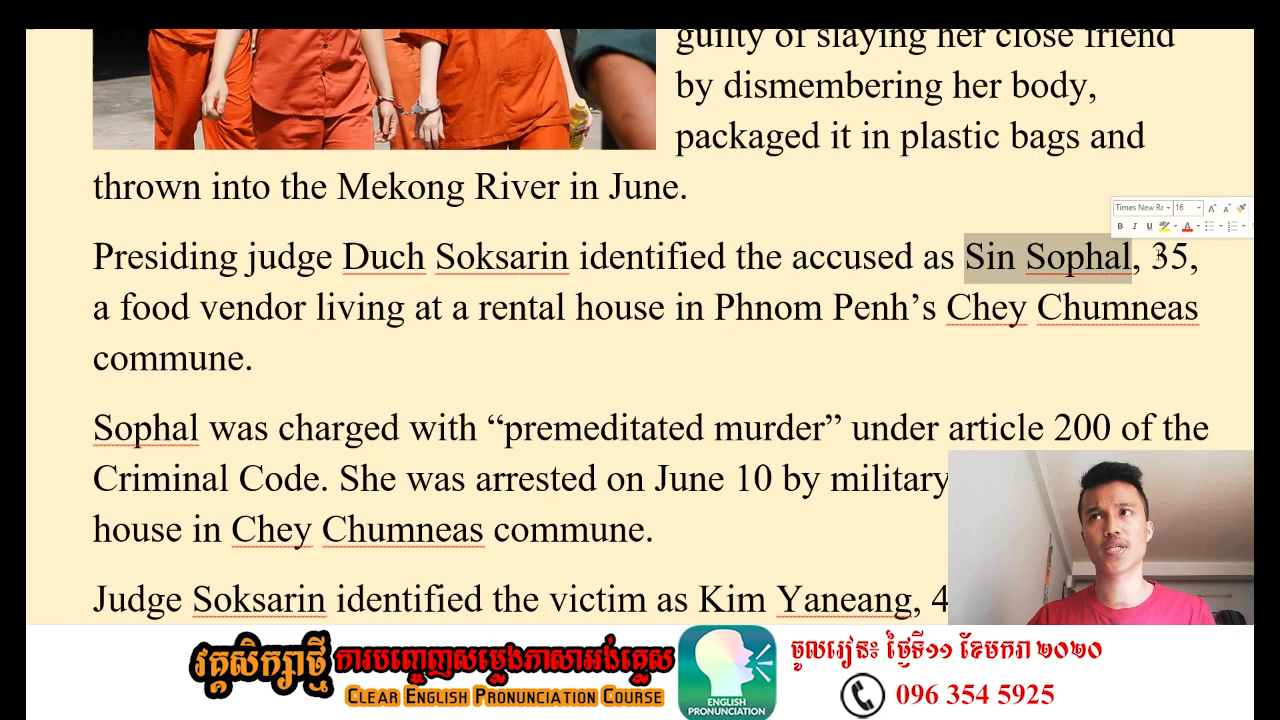 guilty of slaying her close friend
by dismembering her body,
packaged it in plastic bags and
thrown into the Mekong River in June.
Times New Rc 16
B I U
Presiding judge Duch Soksarin identified the accused as Sin Sophal, 35,
a food vendor living at a rental house in Phnom Penh’s Chey Chumneas
commune.
Sophal was charged with “premeditated murder” under article 200 of the
Criminal Code. She was arrested on June 10 by military
house in Chey Chumneas commune.
Judge Soksarin identified the victim as Kim Yaneang, 4
វគ្គសិក្សាថ្មី ការបញ្ចេញសម្លេងភាសាអង់គ្លេស
CLEAR ENGLISH PRONUNCIATION COURSE
ENGLISH
PRONUNCIATION
ចូលរៀន៖ ថ្ងៃទី១១ ខែមករា ២០២០
096 354 5925